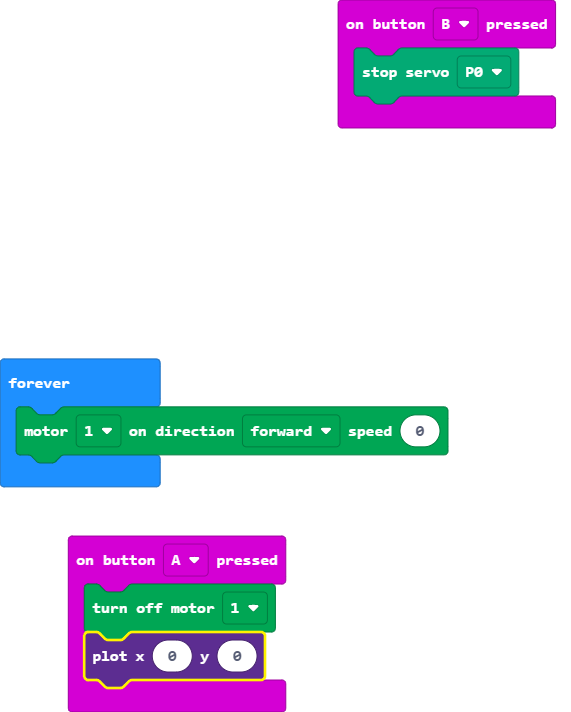 on button B pressed
stop servo P0
forever
motor 1 on direction forward speed 0
on button A pressed
turn off motor 1
plot x 0 y 0